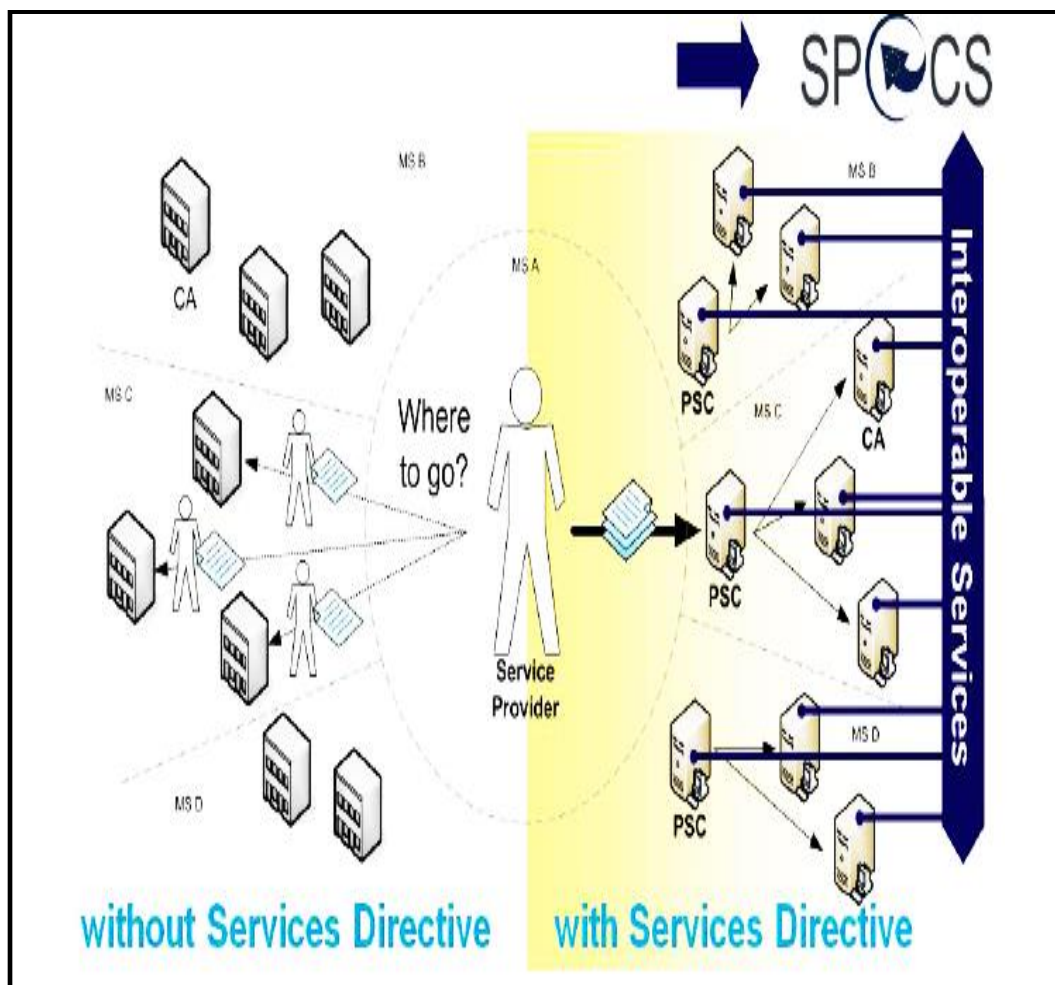 SPOCS
MS B
MS B
MS A
CA
PSC
MS C
MS C
Where
to go?
CA
PSC
Service
Provider
MS D
MS D
PSC
Interoperable Services
without Services Directive
with Services Directive